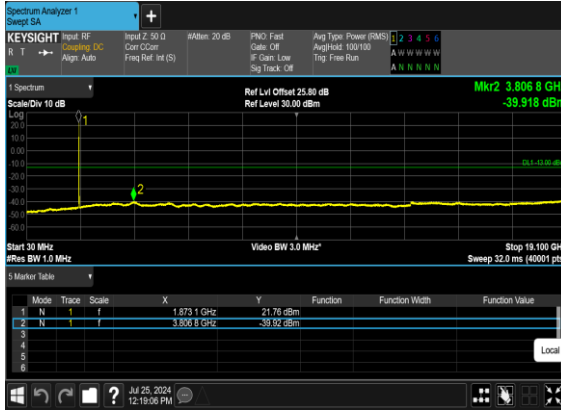 Spectrum Analyzer 1
Swept SA
+
KEYSIGHT
R T
Input: RF
Coupling: DC
Align: Auto
Input Z: 50 Ω
Corr CCorr
Freq Ref: Int (S)
#Atten: 20 dB
PNO: Fast
Gate: Off
IF Gain: Low
Sig Track: Off
Avg Type: Power (RMS)
Avg|Hold: 100/100
Trig: Free Run
1 2 3 4 5 6
A W W W W W
A N N N N N
1 Spectrum
Scale/Div 10 dB
Ref Lvl Offset 25.80 dB
Ref Level 30.00 dBm
Mkr2 3.806 8 GH
-39.918 dBm
Log
20.0
10.0
0.00
-10.0
-20.0
-30.0
-40.0
-50.0
-60.0
1
2
DL1 -13.00 dB
Start 30 MHz
#Res BW 1.0 MHz
Video BW 3.0 MHz*
Stop 19.100 GH
Sweep 32.0 ms (40001 pts
5 Marker Table
Mode Trace Scale X Y Function Function Width Function Value
1 N 1 f 1.873 1 GHz 21.76 dBm
2 N 1 f 3.806 8 GHz -39.92 dBm
3
4
5
6
Local
?
Jul 25, 2024
12:19:06 PM